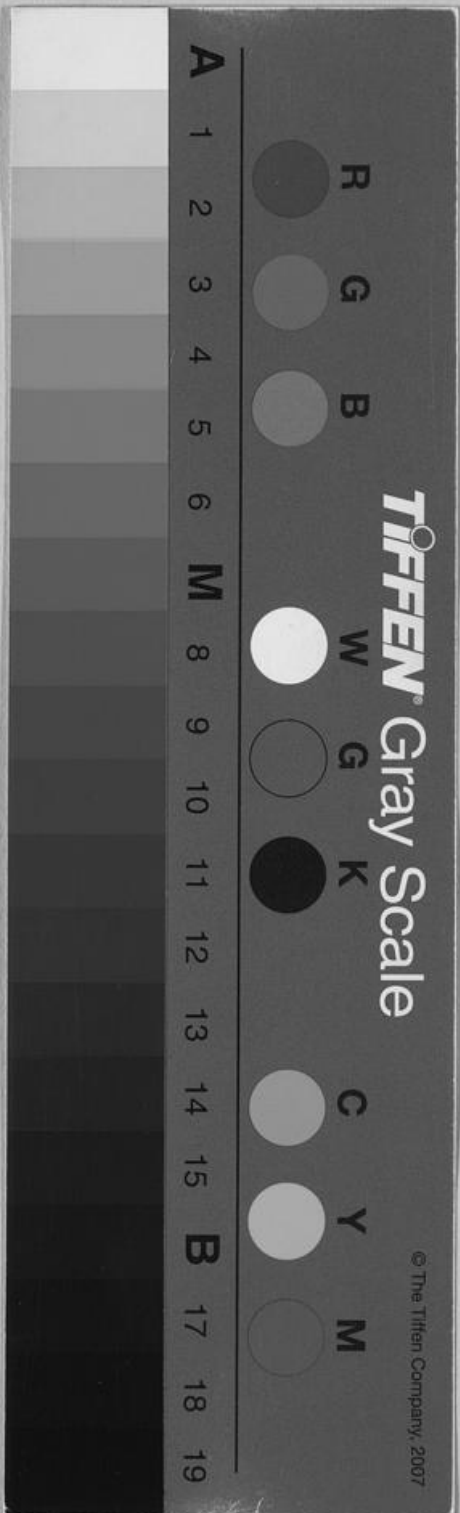 TIFFEN® Gray Scale
© The Tiffen Company, 2007
R G B W G K C Y M
A 1 2 3 4 5 6 M 8 9 10 11 12 13 14 15 B 17 18 19